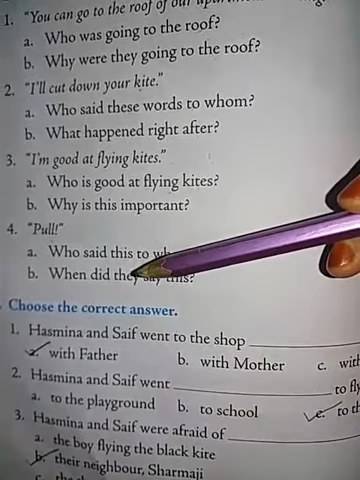 1. "You can go to the roof of our
a. Who was going to the roof?
b. Why were they going to the roof?
2. "I'll cut down your kite."
a. Who said these words to whom?
b. What happened right after?
3. "I'm good at flying kites."
a. Who is good at flying kites?
b. Why is this important?
4. "Pull!"
a. Who said this to
b. When did they say this?
Choose the correct answer.
1. Hasmina and Saif went to the shop
a. with Father b. with Mother c.
2. Hasmina and Saif went to
a. to the playground b. to school c. to
3. Hasmina and Saif were afraid of
a. the boy flying the black kite
b. their neighbour, Sharmaji